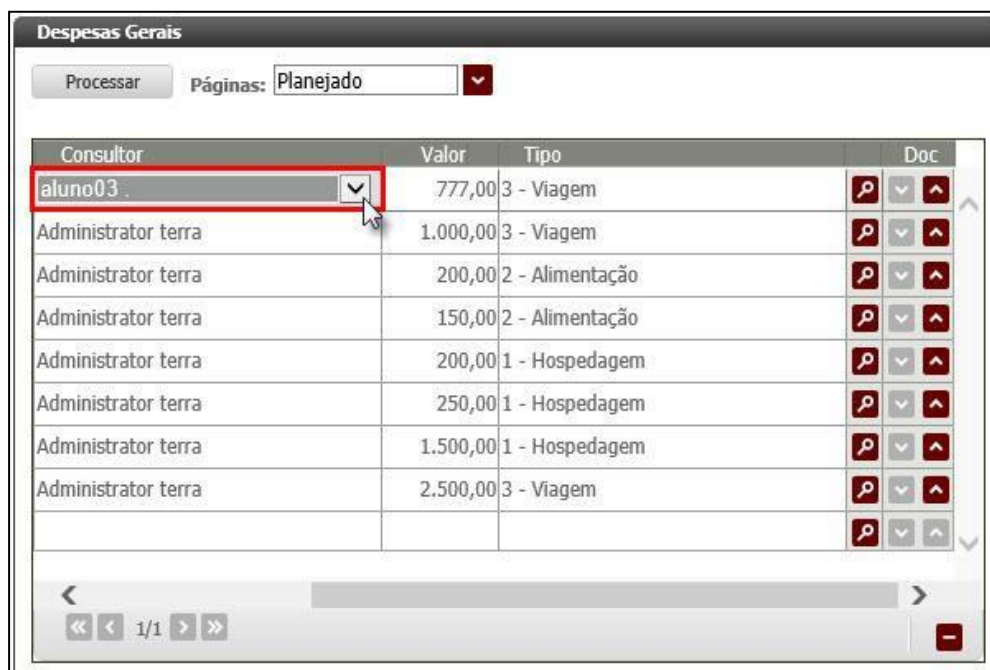 Despesas Gerais
Processar Páginas: Planejado
Consultor Valor Tipo Doc
aluno03 . 777,00 3 - Viagem
Administrator terra 1.000,00 3 - Viagem
Administrator terra 200,00 2 - Alimentação
Administrator terra 150,00 2 - Alimentação
Administrator terra 200,00 1 - Hospedagem
Administrator terra 250,00 1 - Hospedagem
Administrator terra 1.500,00 1 - Hospedagem
Administrator terra 2.500,00 3 - Viagem
1/1